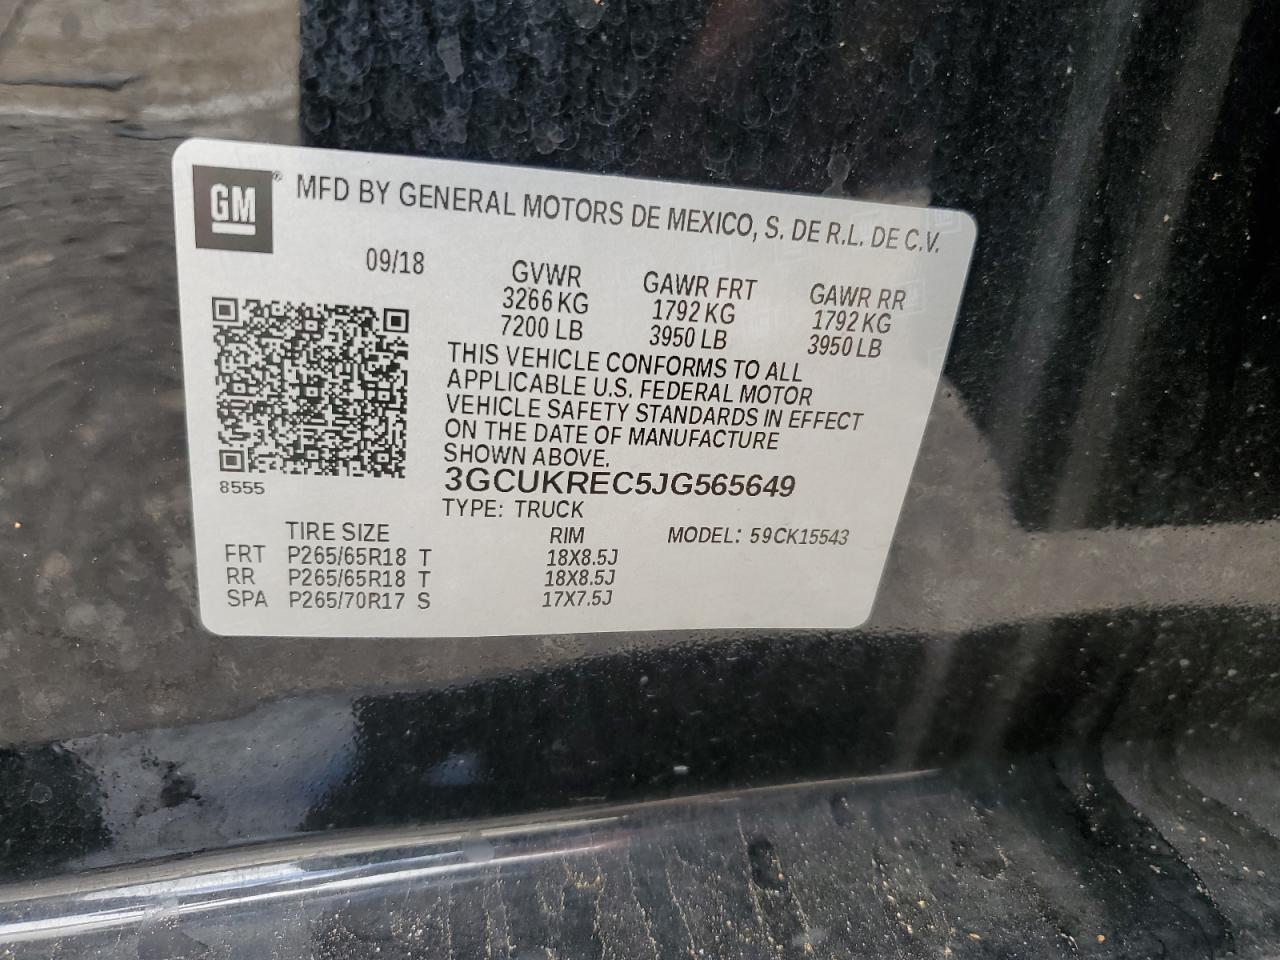 GM® MFD BY GENERAL MOTORS DE MEXICO, S. DE R.L. DE C.V.
09/18
GVWR GAWR FRT GAWR RR
3266 KG 1792 KG 1792 KG
7200 LB 3950 LB 3950 LB
THIS VEHICLE CONFORMS TO ALL
APPLICABLE U.S. FEDERAL MOTOR
VEHICLE SAFETY STANDARDS IN EFFECT
ON THE DATE OF MANUFACTURE
SHOWN ABOVE.
8555
3GCUKREC5JG565649
TYPE: TRUCK
TIRE SIZE RIM MODEL: 59CK15543
FRT P265/65R18 T 18X8.5J
RR P265/65R18 T 18X8.5J
SPA P265/70R17 S 17X7.5J